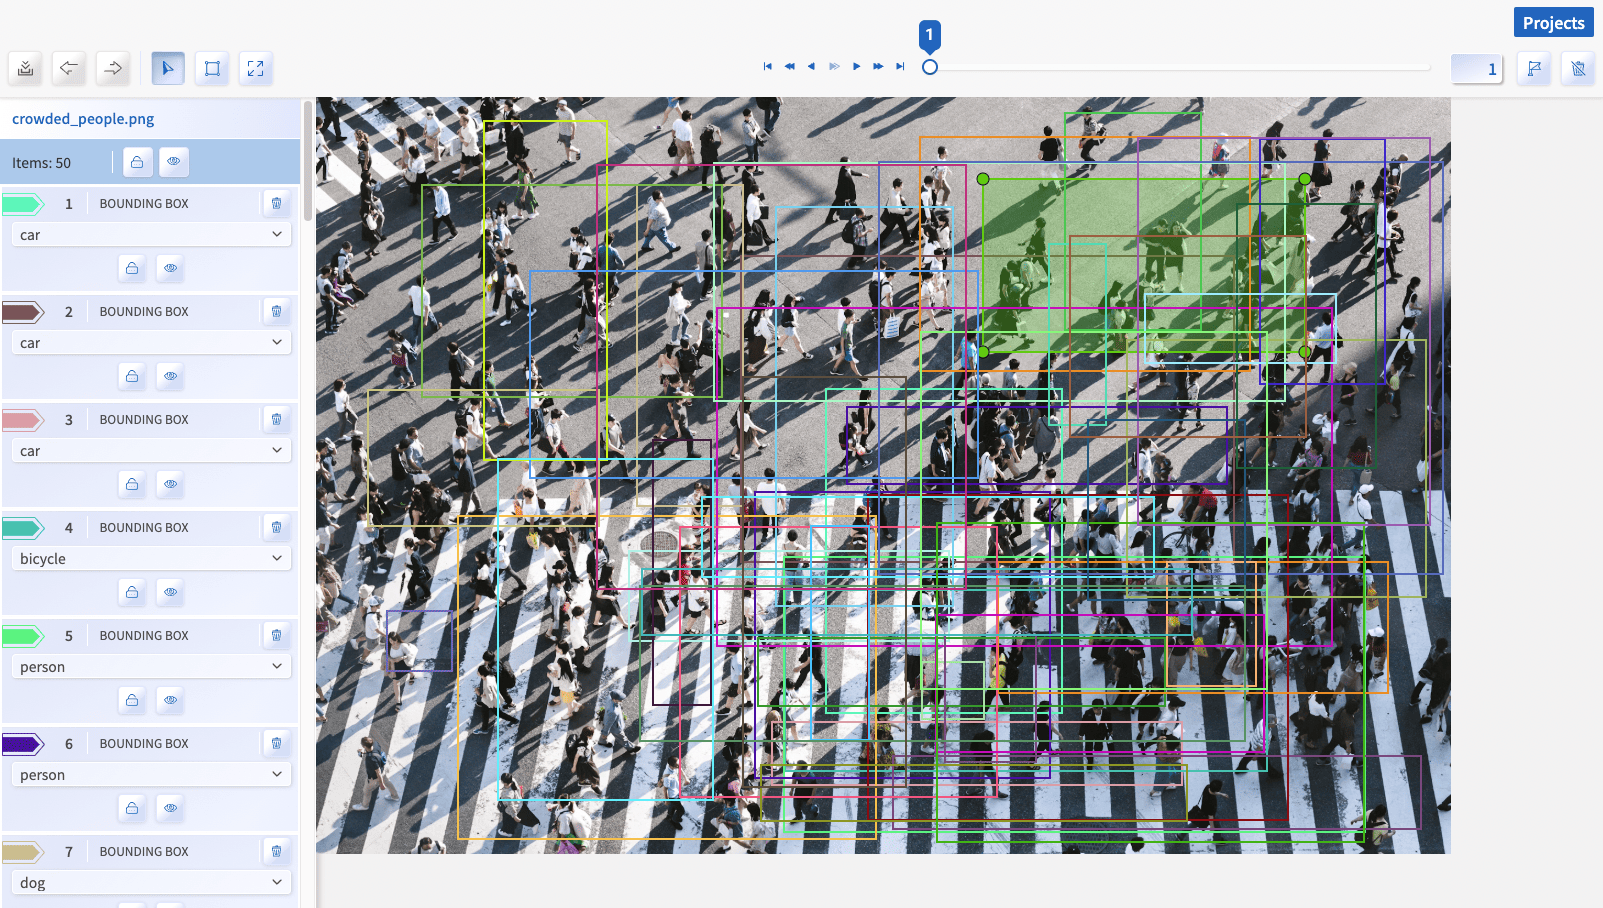 Projects
1
1
crowded_people.png
Items: 50
1 BOUNDING BOX
car
2 BOUNDING BOX
car
3 BOUNDING BOX
car
4 BOUNDING BOX
bicycle
5 BOUNDING BOX
person
6 BOUNDING BOX
person
7 BOUNDING BOX
dog